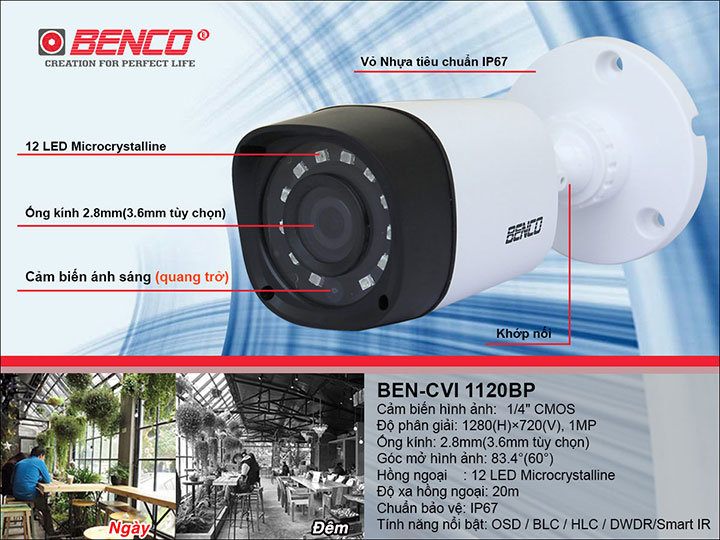 BENCO
CREATION FOR PERFECT LIFE
Vỏ Nhựa tiêu chuẩn IP67
12 LED Microcrystalline
Ống kính 2.8mm(3.6mm tùy chọn)
BENCO
Cảm biến ánh sáng (quang trở)
Khớp nối
BEN-CVI 1120BP
Cảm biến hình ảnh: 1/4" CMOS
Độ phân giải: 1280(H)×720(V), 1MP
Ống kính: 2.8mm(3.6mm tùy chọn)
Góc mở hình ảnh: 83.4°(60°)
Hồng ngoại : 12 LED Microcrystalline
Độ xa hồng ngoại: 20m
Chuẩn bảo vệ: IP67
Tính năng nổi bật: OSD / BLC / HLC / DWDR/Smart IR
Ngày
Đêm